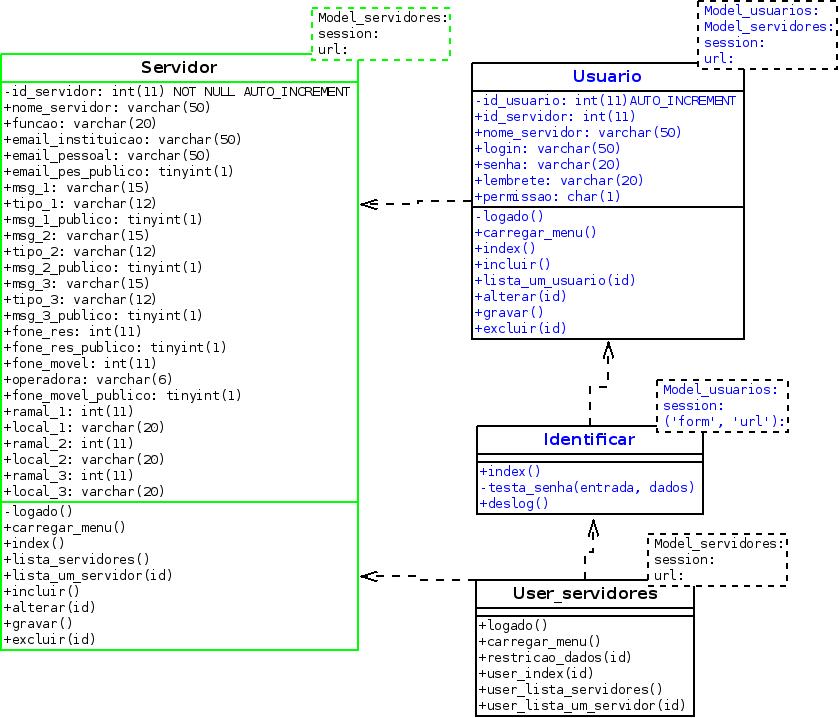 Model_servidores:
session:
url:
Servidor
-id_servidor: int(11) NOT NULL AUTO_INCREMENT
+nome_servidor: varchar(50)
+funcao: varchar(20)
+email_instituicao: varchar(50)
+email_pessoal: varchar(50)
+email_pes_publico: tinyint(1)
+msg_1: varchar(15)
+tipo_1: varchar(12)
+msg_1_publico: tinyint(1)
+msg_2: varchar(15)
+tipo_2: varchar(12)
+msg_2_publico: tinyint(1)
+msg_3: varchar(15)
+tipo_3: varchar(12)
+msg_3_publico: tinyint(1)
+fone_res: int(11)
+fone_res_publico: tinyint(1)
+fone_movel: int(11)
+operadora: varchar(6)
+fone_movel_publico: tinyint(1)
+ramal_1: int(11)
+local_1: varchar(20)
+ramal_2: int(11)
+local_2: varchar(20)
+ramal_3: int(11)
+local_3: varchar(20)
-logado()
+carregar_menu()
+index()
+lista_servidores()
+lista_um_servidor(id)
+incluir()
+alterar(id)
+gravar()
+excluir(id)
Model_usuarios:
Model_servidores:
session:
url:
Usuario
-id_usuario: int(11)AUTO_INCREMENT
+id_servidor: int(11)
+nome_servidor: varchar(50)
+login: varchar(50)
+senha: varchar(20)
+lembrete: varchar(20)
+permissao: char(1)
-logado()
+carregar_menu()
+index()
+incluir()
+lista_um_usuario(id)
+alterar(id)
+gravar()
+excluir(id)
Model_usuarios:
session:
('form', 'url'):
Identificar
+index()
-testa_senha(entrada, dados)
+deslog()
Model_servidores:
session:
url:
User_servidores
+logado()
+carregar_menu()
+restricao_dados(id)
+user_index(id)
+user_lista_servidores()
+user_lista_um_servidor(id)